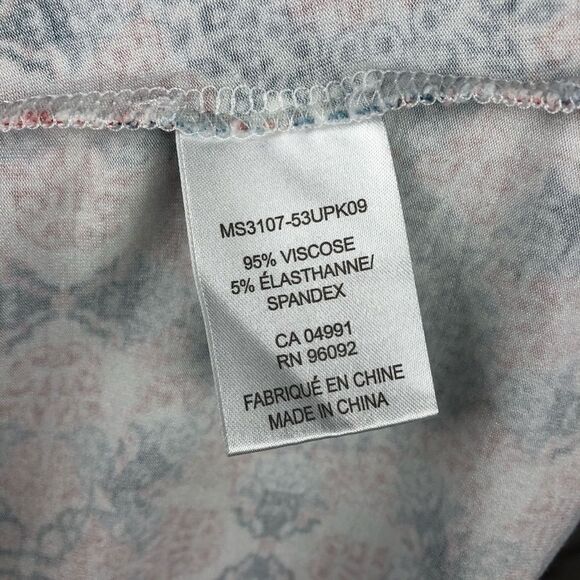 MS3107-53UPK09
95% VISCOSE
5% ÉLASTHANNE/
SPANDEX
CA 04991
RN 96092
FABRIQUÉ EN CHINE
MADE IN CHINA